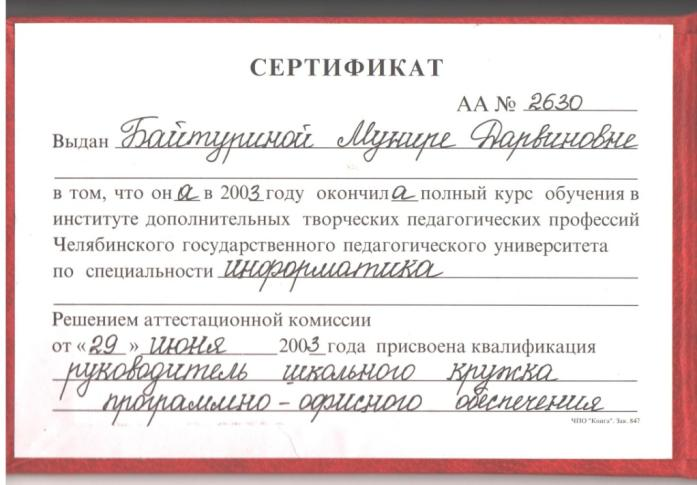 СЕРТИФИКАТ
АА № 2630
Выдан Байтуриной Мунире Дарвиновне
в том, что она в 2003 году окончила полный курс обучения в
институте дополнительных творческих педагогических профессий
Челябинского государственного педагогического университета
по специальности информатика
Решением аттестационной комиссии
от «29» июня 2003 года присвоена квалификация
руководитель школьного кружка
программно-офисного обеспечения
ЧПО "Книга". Зак. 847